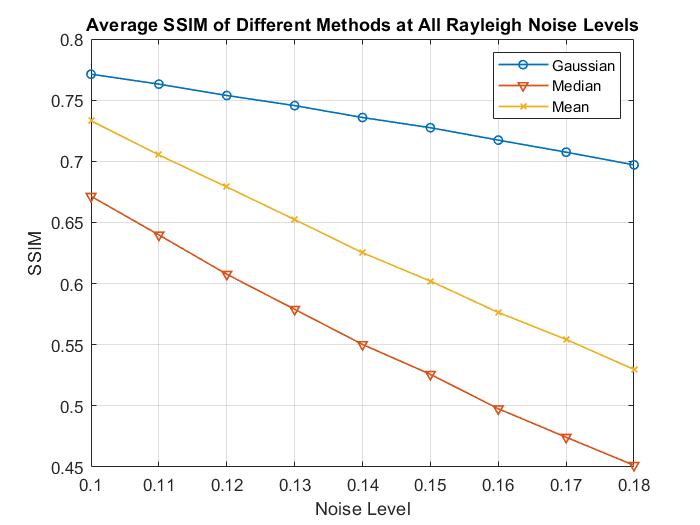 Average SSIM of Different Methods at All Rayleigh Noise Levels
Gaussian
Median
Mean
SSIM
0.8
0.75
0.7
0.65
0.6
0.55
0.5
0.45
0.1 0.11 0.12 0.13 0.14 0.15 0.16 0.17 0.18
Noise Level